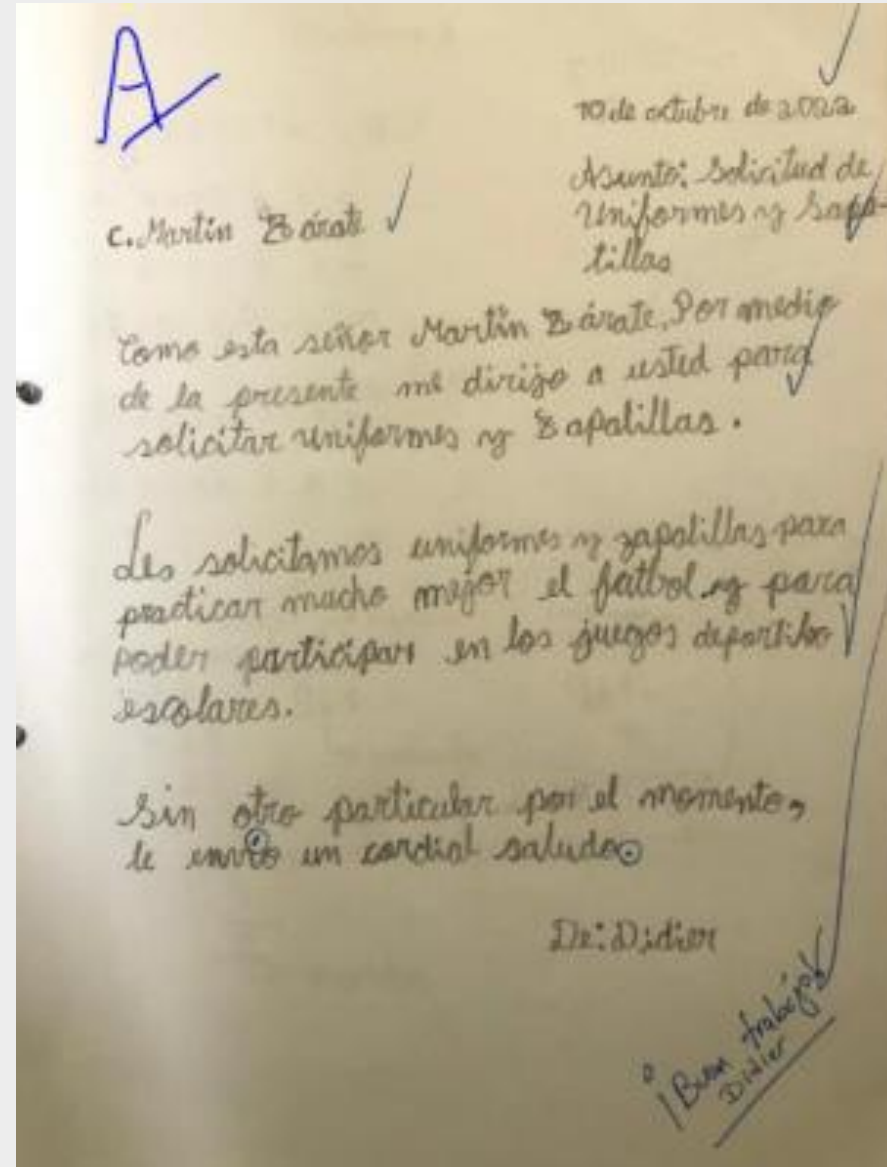 A
10 de octubre de 2022
Asunto: Solicitud de
Uniformes y Zapa-
tillas
C. Martin Zárate
Como esta señor Martín Zárate. Por medio
de la presente me dirijo a usted para
solicitar uniformes y Zapatillas.
Les solicitamos uniformes y zapatillas para
practicar mucho mejor el futbol y para
poder participar en los juegos deportibo
escolares.
Sin otro particular por el momento,
le envío un cordial saludo.
De: Didier
¡Buen trabajo!
Didier